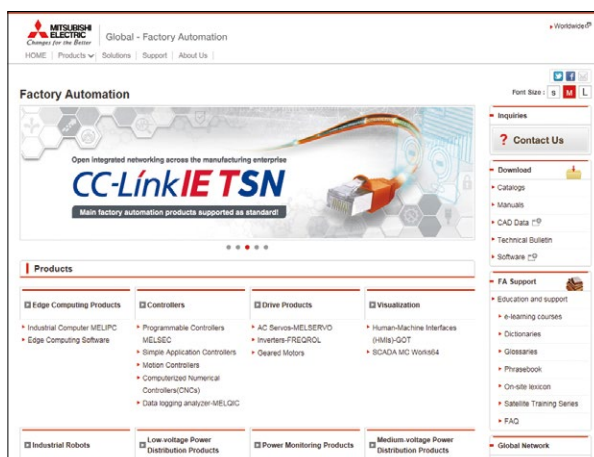 MITSUBISHI
ELECTRIC
Changes for the Better
Global - Factory Automation
Worldwide
HOME
Products
Solutions
Support
About Us
Factory Automation
Font Size :
S
M
L
Open integrated networking across the manufacturing enterprise
CC-Link IE TSN
Main factory automation products supported as standard!
Products
Edge Computing Products
Industrial Computer MELIPC
Edge Computing Software
Controllers
Programmable Controllers
MELSEC
Simple Application Controllers
Motion Controllers
Computerized Numerical
Controllers(CNCs)
Data logging analyzer-MELQIC
Drive Products
AC Servos-MELSERVO
Inverters-FREQROL
Geared Motors
Visualization
Human-Machine Interfaces
(HMIs)-GOT
SCADA MC Works64
Industrial Robots
Low-voltage Power
Distribution Products
Power Monitoring Products
Medium-voltage Power
Distribution Products
Inquiries
? Contact Us
Download
Catalogs
Manuals
CAD Data
Technical Bulletin
Software
FA Support
Education and support
e-learning courses
Dictionaries
Glossaries
Phrasebook
On-site lexicon
Satellite Training Series
FAQ
Global Network